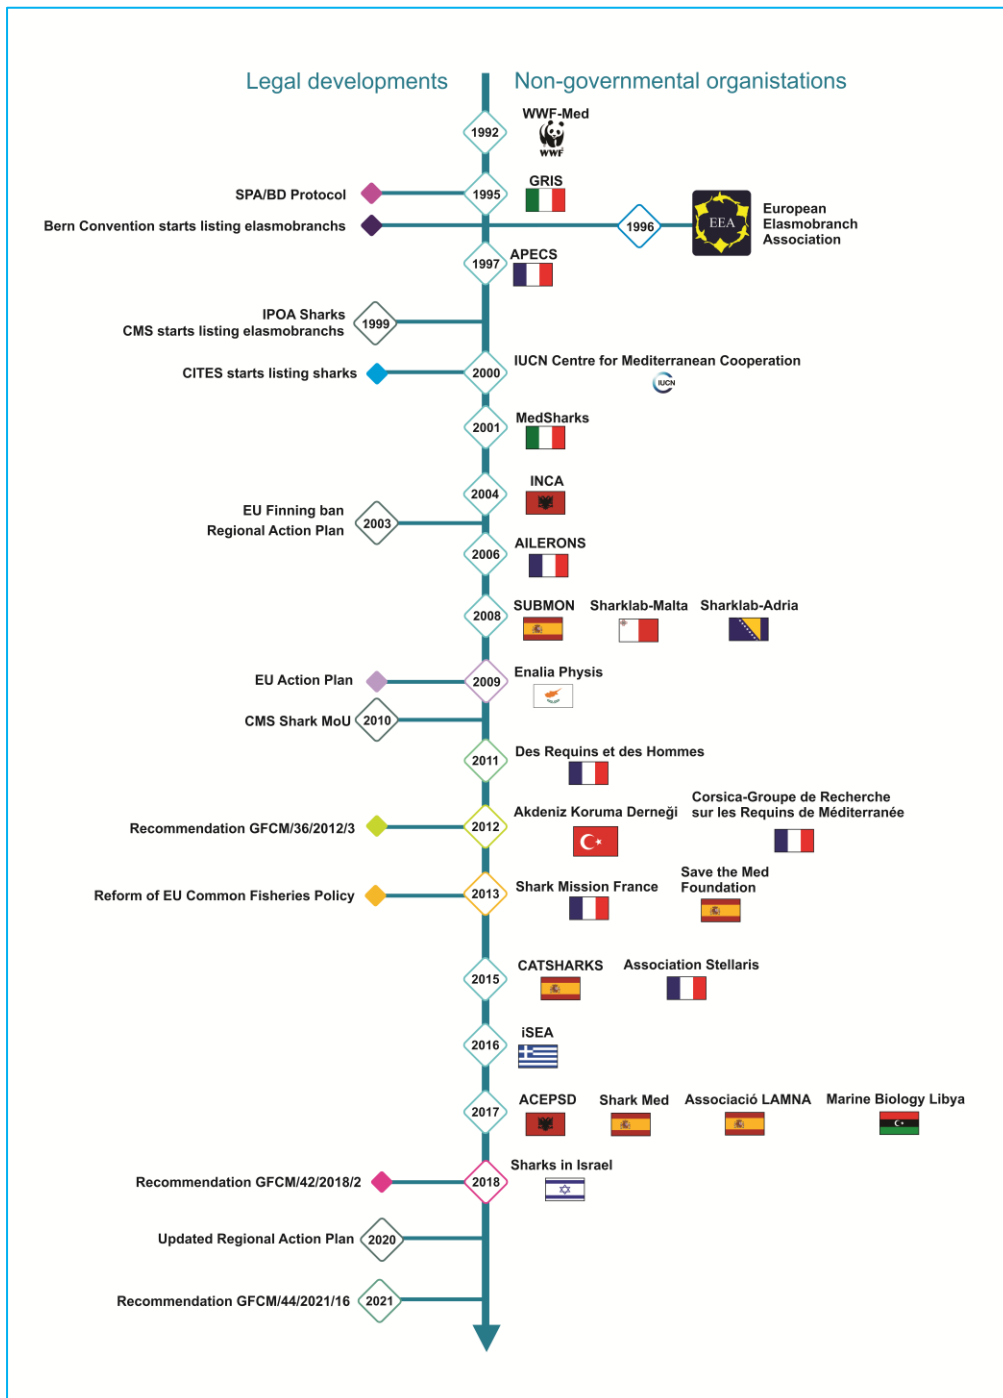 Legal developments
Non-governmental organistations
1992
WWF-Med
WWF
SPA/BD Protocol
1995
GRIS
Bern Convention starts listing elasmobranchs
1996
EEA
European
Elasmobranch
Association
1997
APECS
IPOA Sharks
CMS starts listing elasmobranchs
1999
CITES starts listing sharks
2000
IUCN Centre for Mediterranean Cooperation
IUCN
2001
MedSharks
2004
INCA
EU Finning ban
Regional Action Plan
2003
2006
AILERONS
2008
SUBMON
Sharklab-Malta
Sharklab-Adria
EU Action Plan
2009
Enalia Physis
CMS Shark MoU
2010
2011
Des Requins et des Hommes
Recommendation GFCM/36/2012/3
2012
Akdeniz Koruma Derneği
Corsica-Groupe de Recherche
sur les Requins de Méditerranée
Reform of EU Common Fisheries Policy
2013
Shark Mission France
Save the Med
Foundation
2015
CATSHARKS
Association Stellaris
2016
iSEA
2017
ACEPSD
Shark Med
Associació LAMNA
Marine Biology Libya
Recommendation GFCM/42/2018/2
2018
Sharks in Israel
Updated Regional Action Plan
2020
Recommendation GFCM/44/2021/16
2021